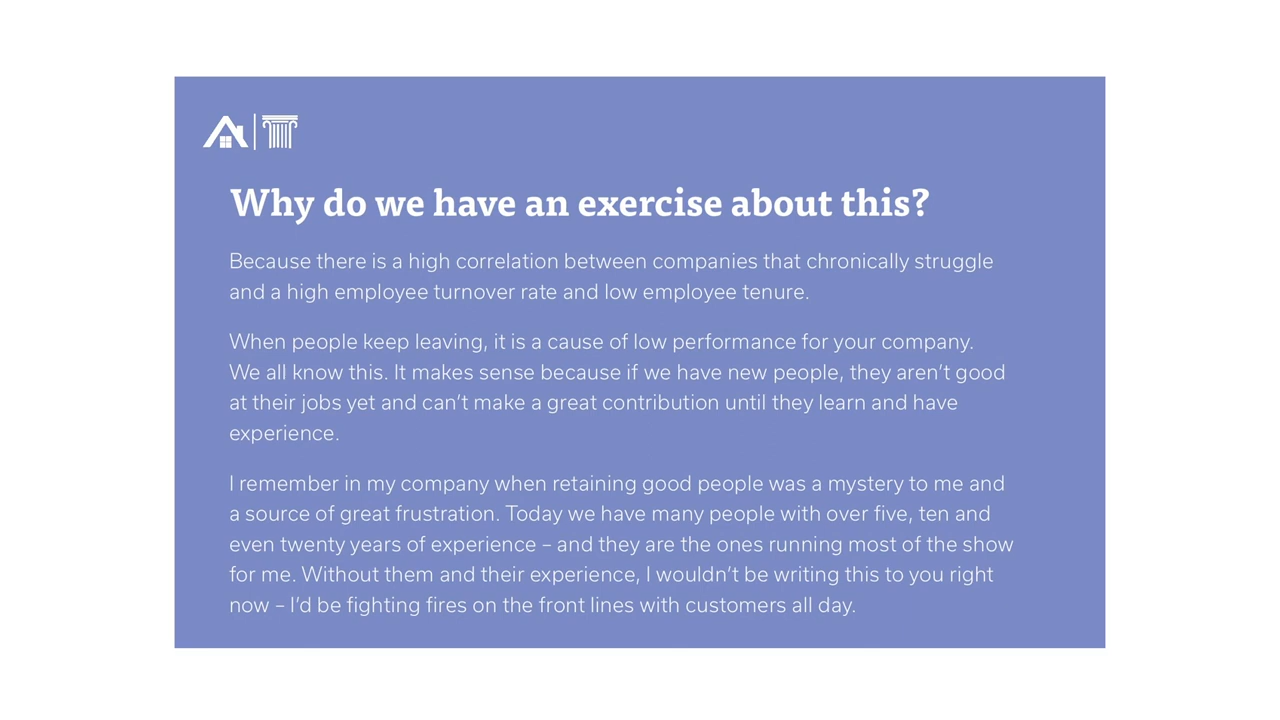 Why do we have an exercise about this?
Because there is a high correlation between companies that chronically struggle
and a high employee turnover rate and low employee tenure.
When people keep leaving, it is a cause of low performance for your company.
We all know this. It makes sense because if we have new people, they aren’t good
at their jobs yet and can’t make a great contribution until they learn and have
experience.
I remember in my company when retaining good people was a mystery to me and
a source of great frustration. Today we have many people with over five, ten and
even twenty years of experience – and they are the ones running most of the show
for me. Without them and their experience, I wouldn’t be writing this to you right
now – I’d be fighting fires on the front lines with customers all day.